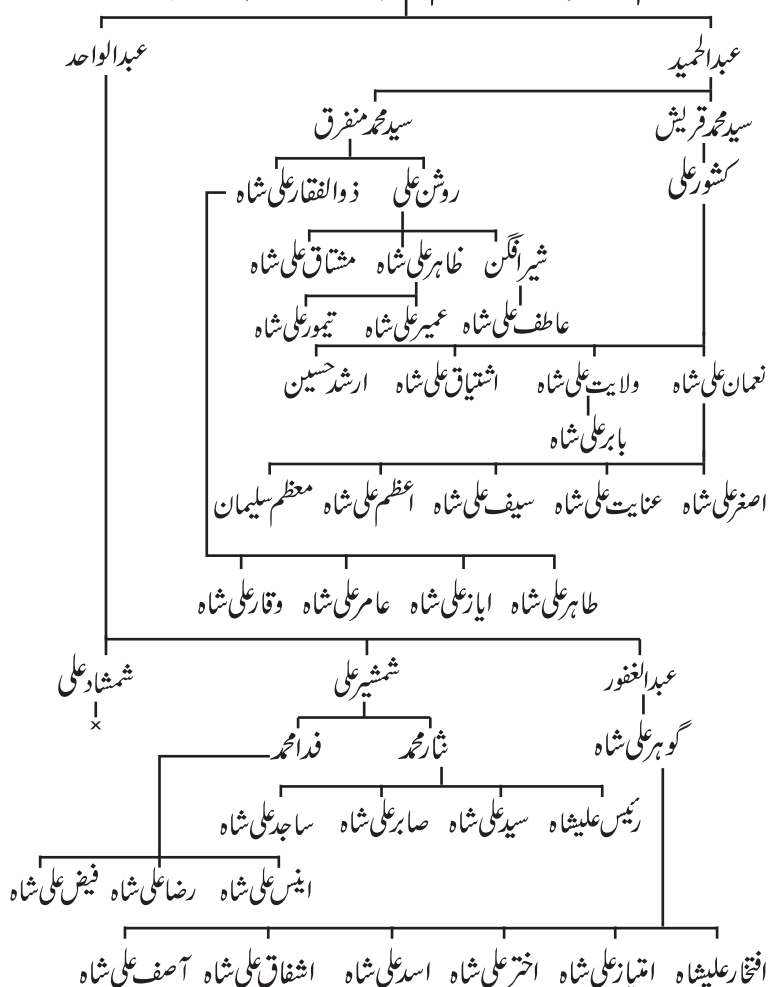 عبدالحمید عبدالواحد
سید محمد قریش سید محمد منفرق
کشور علی روشن علی ذوالفقار علی شاہ
شیر افگن ظاہر علی شاہ مشتاق علی شاہ
عاطف علی شاہ عمیر علی شاہ تیمور علی شاہ
نعمان علی شاہ ولایت علی شاہ اشتیاق علی شاہ ارشد حسین
بابر علی شاہ
اصغر علی شاہ عنایت علی شاہ سیف علی شاہ اعظم علی شاہ معظم سلیمان
طاہر علی شاہ ایاز علی شاہ عامر علی شاہ وقار علی شاہ
عبدالغفور شمشیر علی شمشاد علی
×
گوہر علی شاہ نثار محمد فدا محمد
رئیس علیشاہ سید علی شاہ صابر علی شاہ ساجد علی شاہ
اینس علی شاہ رضا علی شاہ فیض علی شاہ
افتخار علیشاہ امتیاز علی شاہ اختر علی شاہ اسد علی شاہ اشفاق علی شاہ آصف علی شاہ